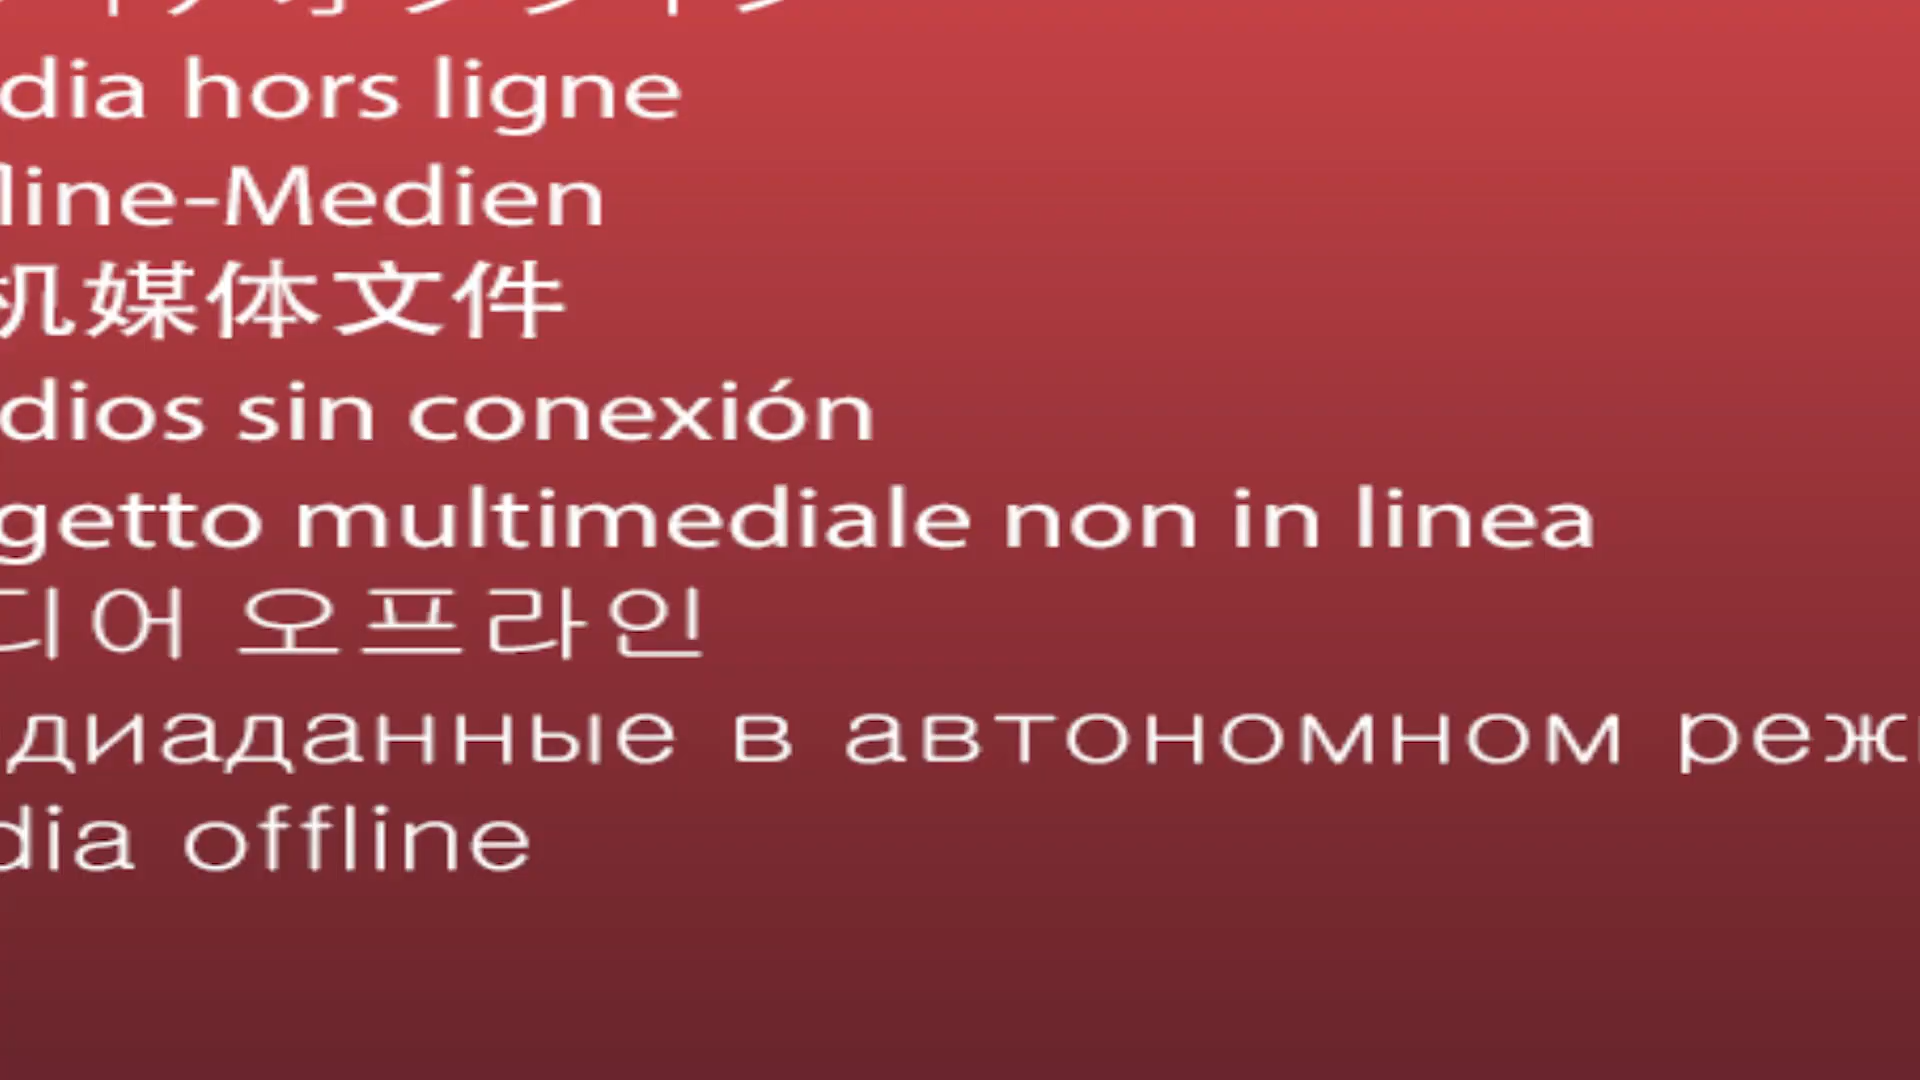 dia hors ligne
line-Medien
机媒体文件
dios sin conexión
getto multimediale non in linea
디어 오프라인
диаданные в автономном реж
dia offline